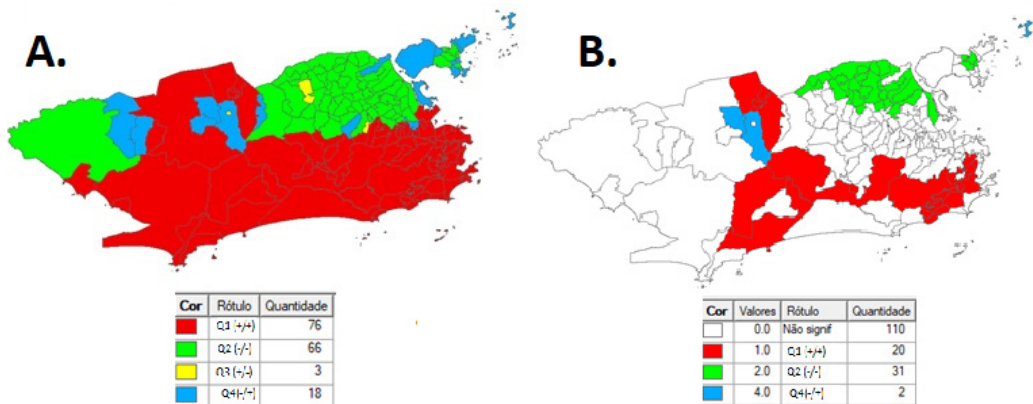 A.
B.
Cor Rótulo Quantidade
Q1 (+/+) 76
Q2 (-/-) 66
Q3 (+/-) 3
Q4(-/+) 18
Cor Valores Rótulo Quantidade
0.0 Não signif 110
1.0 Q1 (+/+) 20
2.0 Q2 (-/-) 31
4.0 Q4(-/+) 2